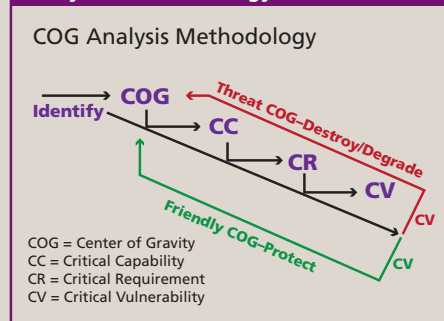 COG Analysis Methodology
Identify
COG
CC
CR
CV
Threat COG–Destroy/Degrade
CV
Friendly COG–Protect
CV
COG = Center of Gravity
CC = Critical Capability
CR = Critical Requirement
CV = Critical Vulnerability